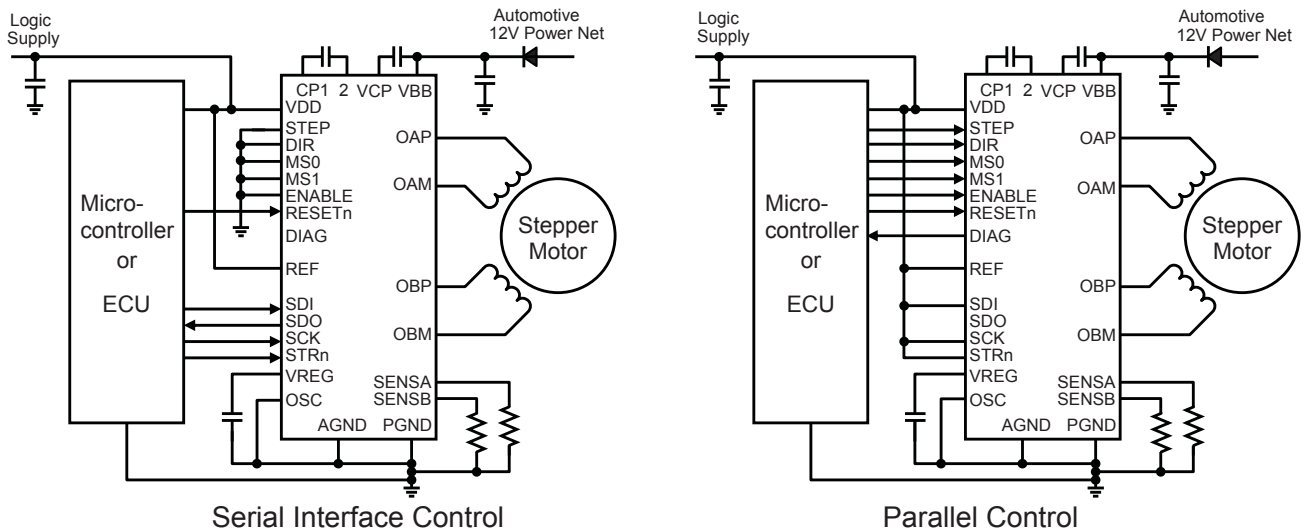 Logic
Supply
Automotive
12V Power Net
CP1 2 VCP VBB
VDD
STEP
DIR
MS0
MS1
ENABLE
RESETn
DIAG
REF
SDI
SDO
SCK
STRn
VREG
OSC
AGND PGND
OAP
OAM
OBP
OBM
SENSA
SENSB
Micro-
controller
or
ECU
Stepper
Motor
Serial Interface Control
Logic
Supply
Automotive
12V Power Net
CP1 2 VCP VBB
VDD
STEP
DIR
MS0
MS1
ENABLE
RESETn
DIAG
REF
SDI
SDO
SCK
STRn
VREG
OSC
AGND PGND
OAP
OAM
OBP
OBM
SENSA
SENSB
Micro-
controller
or
ECU
Stepper
Motor
Parallel Control